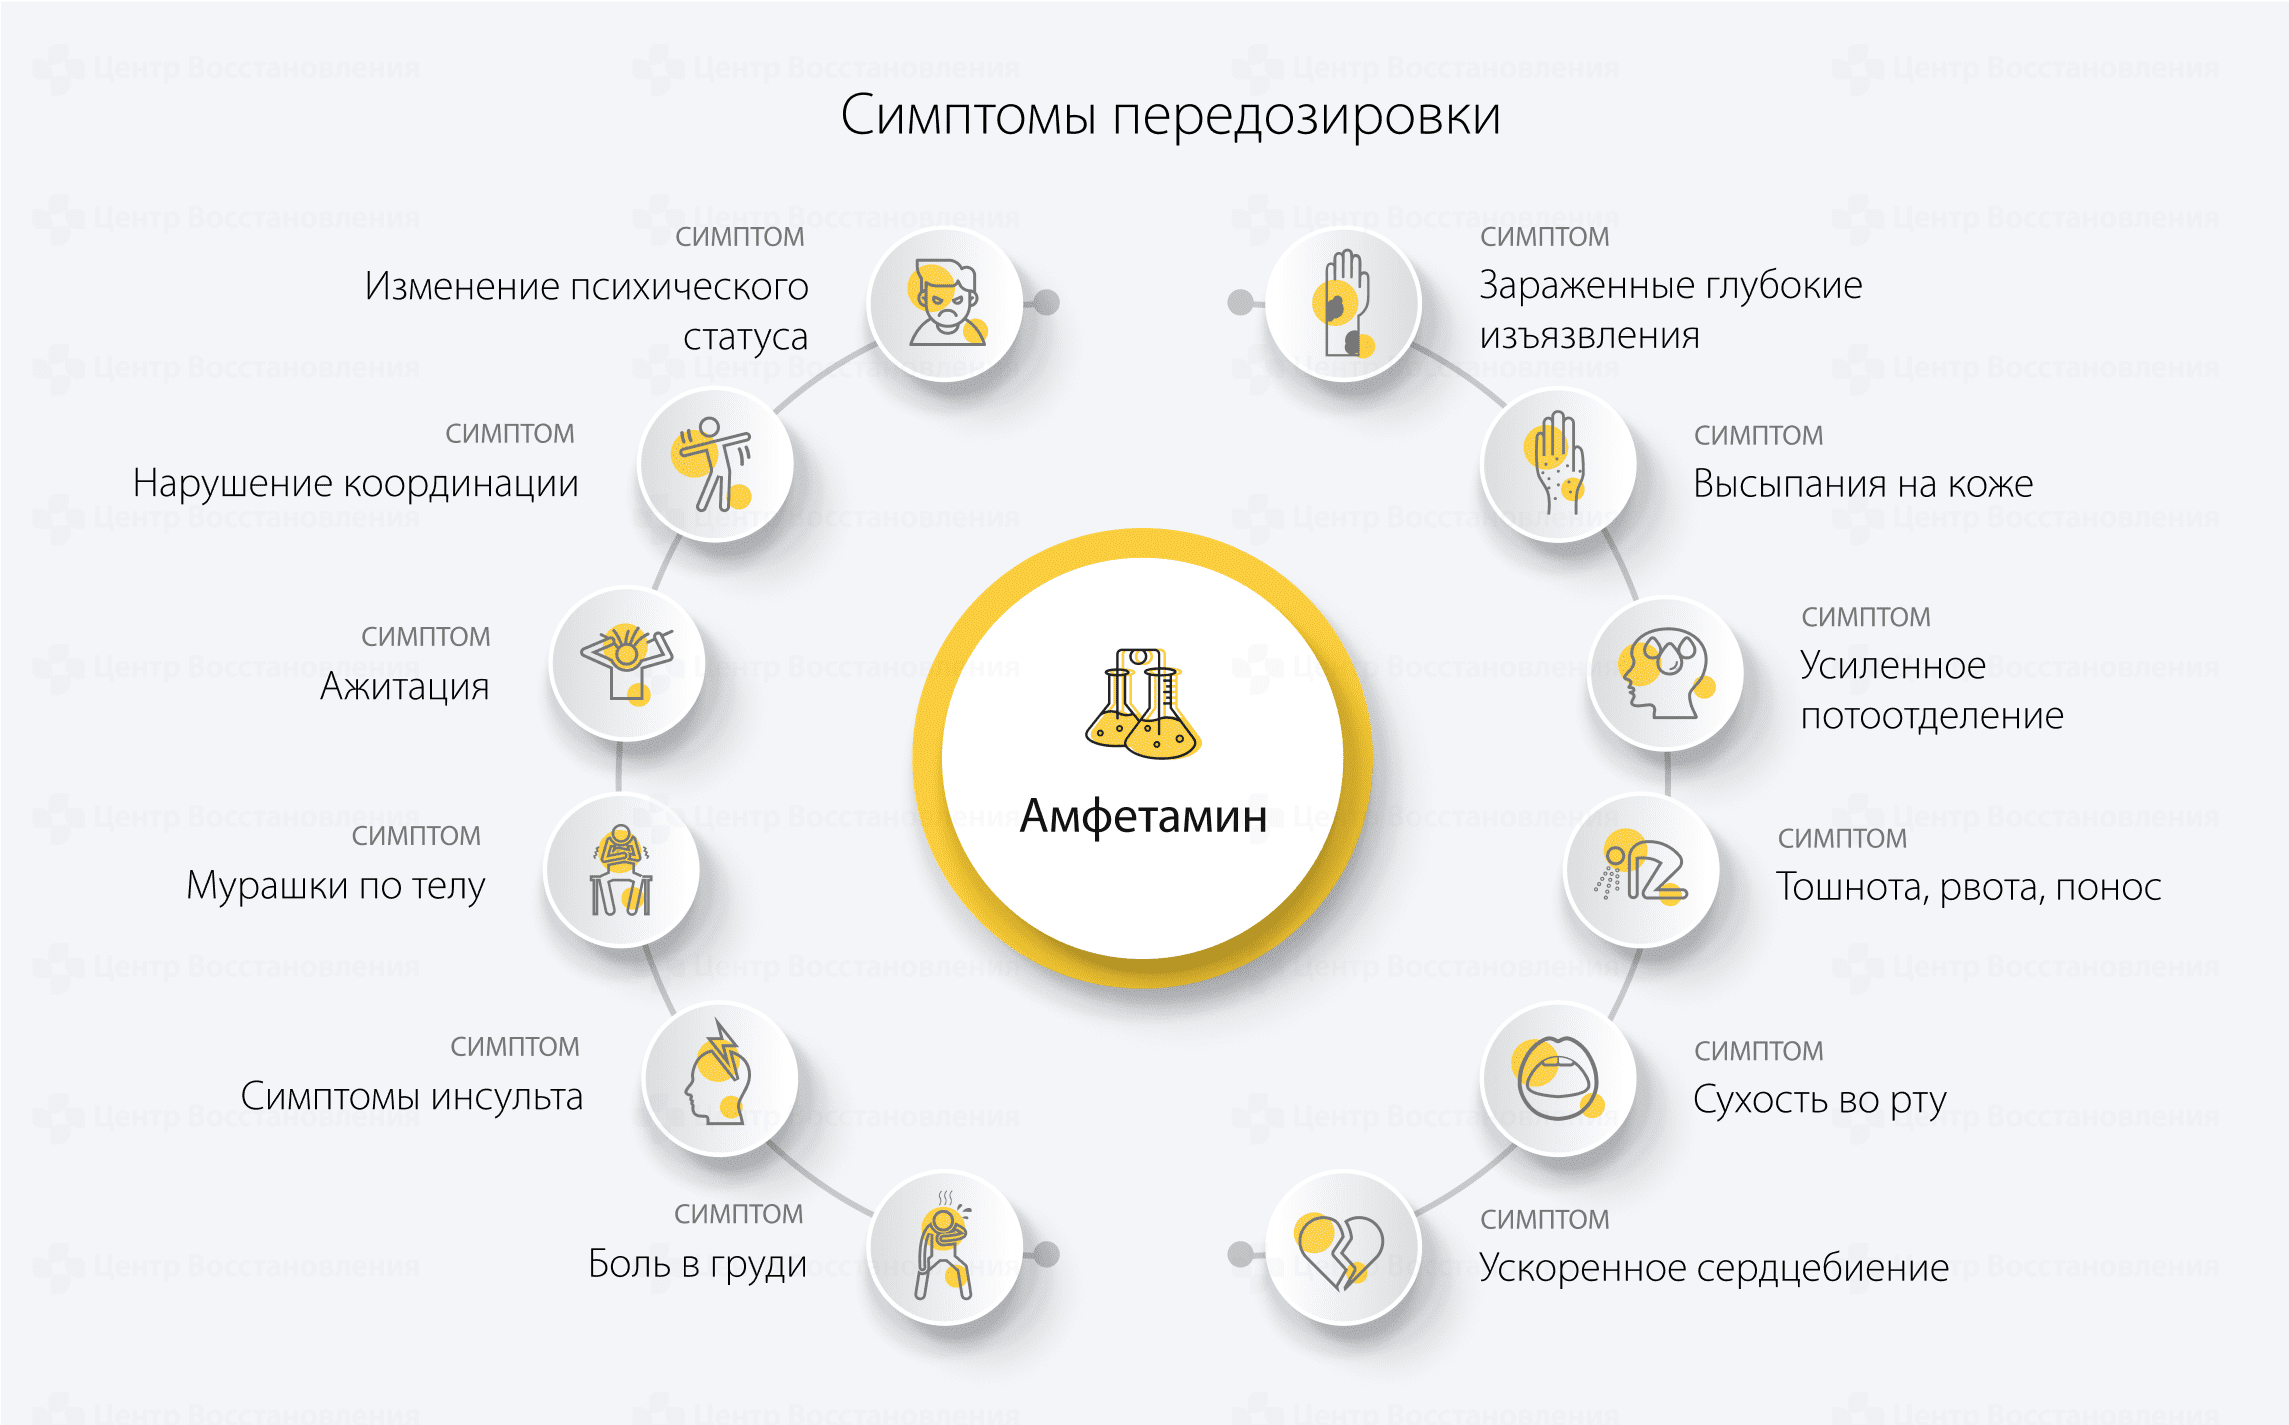 Симптомы передозировки
СИМПТОМ
Изменение психического
статуса
СИМПТОМ
Нарушение координации
СИМПТОМ
Ажитация
СИМПТОМ
Мурашки по телу
СИМПТОМ
Симптомы инсульта
СИМПТОМ
Боль в груди
Амфетамин
СИМПТОМ
Зараженные глубокие
изъязвления
СИМПТОМ
Высыпания на коже
СИМПТОМ
Усиленное
потоотделение
СИМПТОМ
Тошнота, рвота, понос
СИМПТОМ
Сухость во рту
СИМПТОМ
Ускоренное сердцебиение
Центр Восстановления